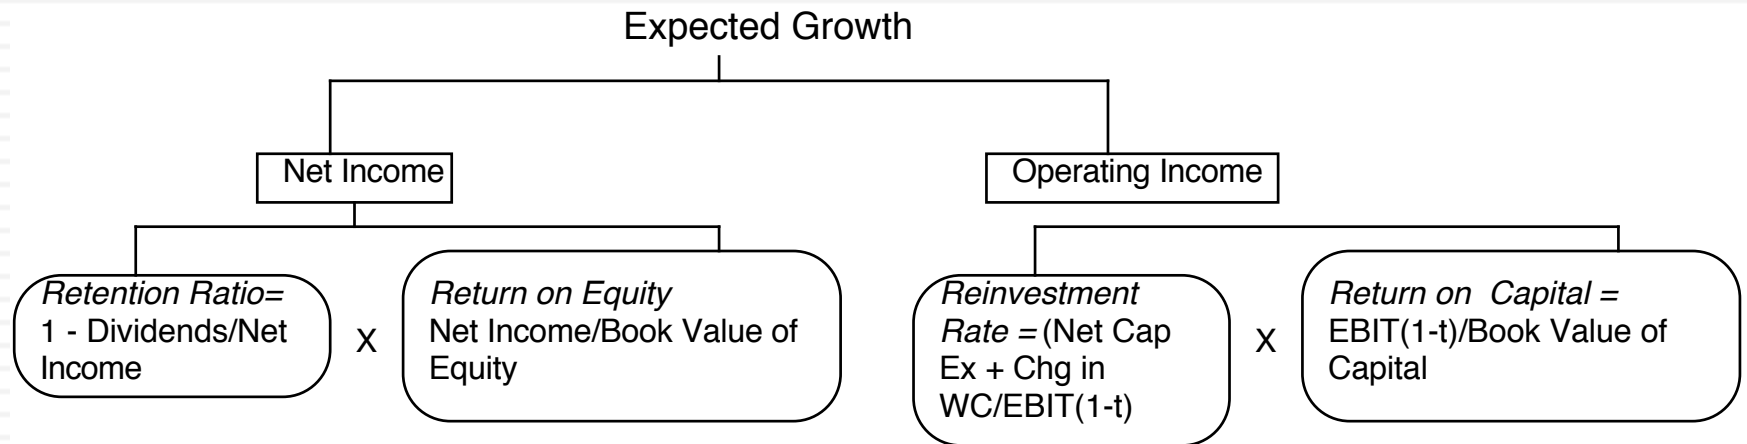 Expected Growth
Net Income
Operating Income
Retention Ratio=
1 - Dividends/Net
Income
X
Return on Equity
Net Income/Book Value of
Equity
Reinvestment
Rate = (Net Cap
Ex + Chg in
WC/EBIT(1-t)
X
Return on Capital =
EBIT(1-t)/Book Value of
Capital